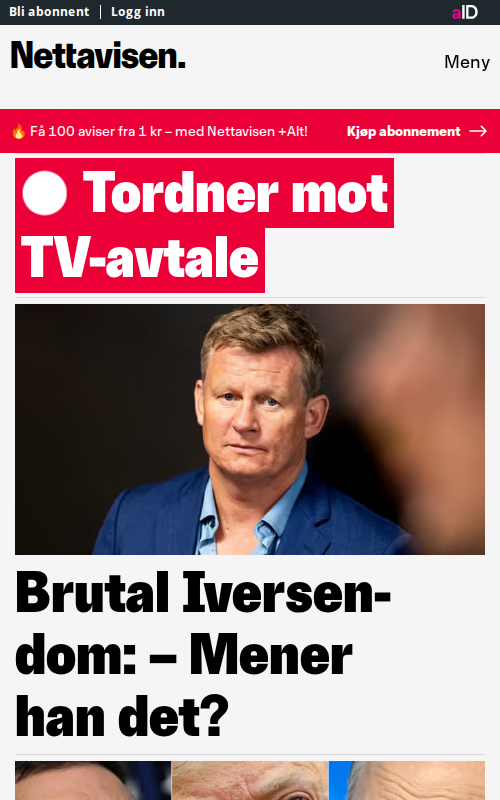 Bli abonnent
Logg inn
aID
Nettavisen.
Meny
Få 100 aviser fra 1 kr – med Nettavisen +Alt!
Kjøp abonnement
Tordner mot
TV-avtale
Brutal Iversen-
dom: – Mener
han det?